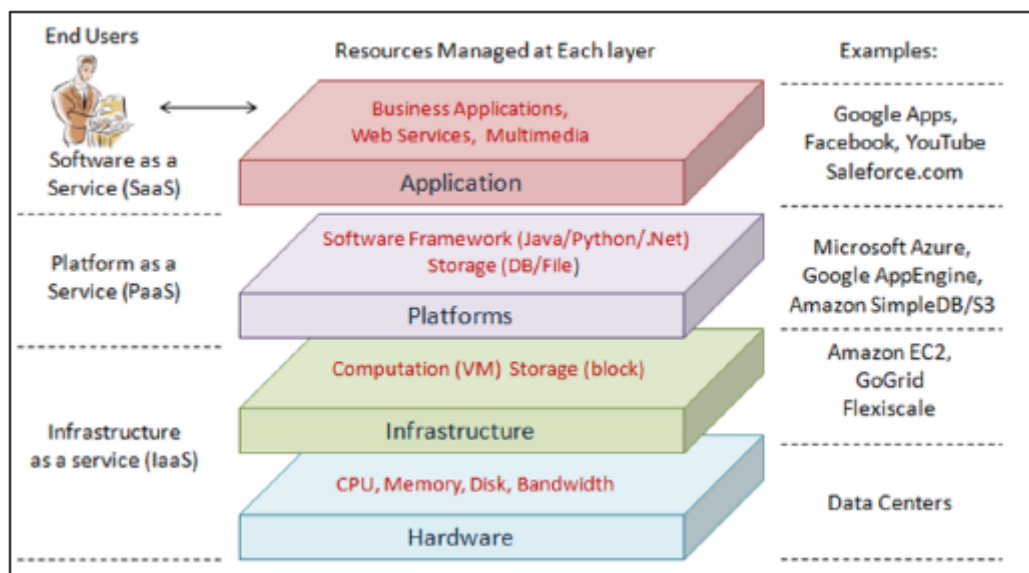 End Users
Resources Managed at Each layer
Examples:
Business Applications,
Web Services, Multimedia
Application
Software as a
Service (SaaS)
Google Apps,
Facebook, YouTube
Saleforce.com
Software Framework (Java/Python/.Net)
Storage (DB/File)
Platforms
Platform as a
Service (PaaS)
Microsoft Azure,
Google AppEngine,
Amazon SimpleDB/S3
Computation (VM) Storage (block)
Infrastructure
Amazon EC2,
GoGrid
Flexiscale
Infrastructure
as a service (IaaS)
CPU, Memory, Disk, Bandwidth
Hardware
Data Centers